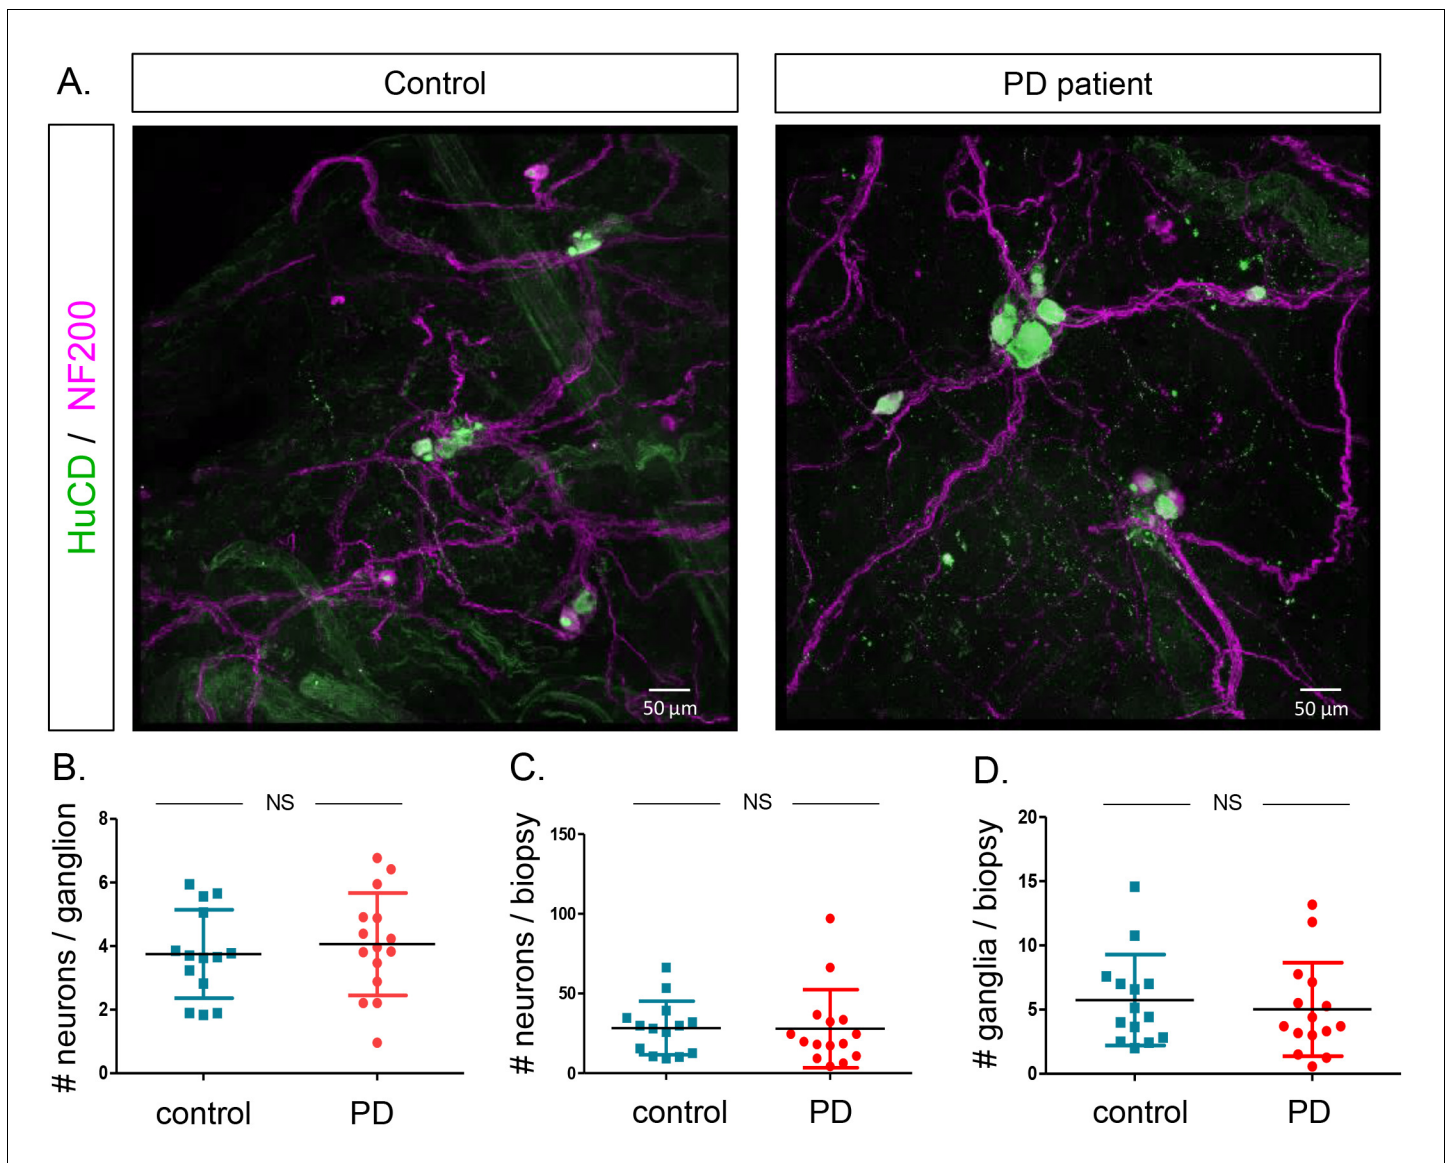 A.
Control
PD patient
HuCD / NF200
50 µm
50 µm
B.
NS
# neurons / ganglion
8
6
4
2
0
control
PD
C.
NS
# neurons / biopsy
150
100
50
0
control
PD
D.
NS
# ganglia / biopsy
20
15
10
5
0
control
PD